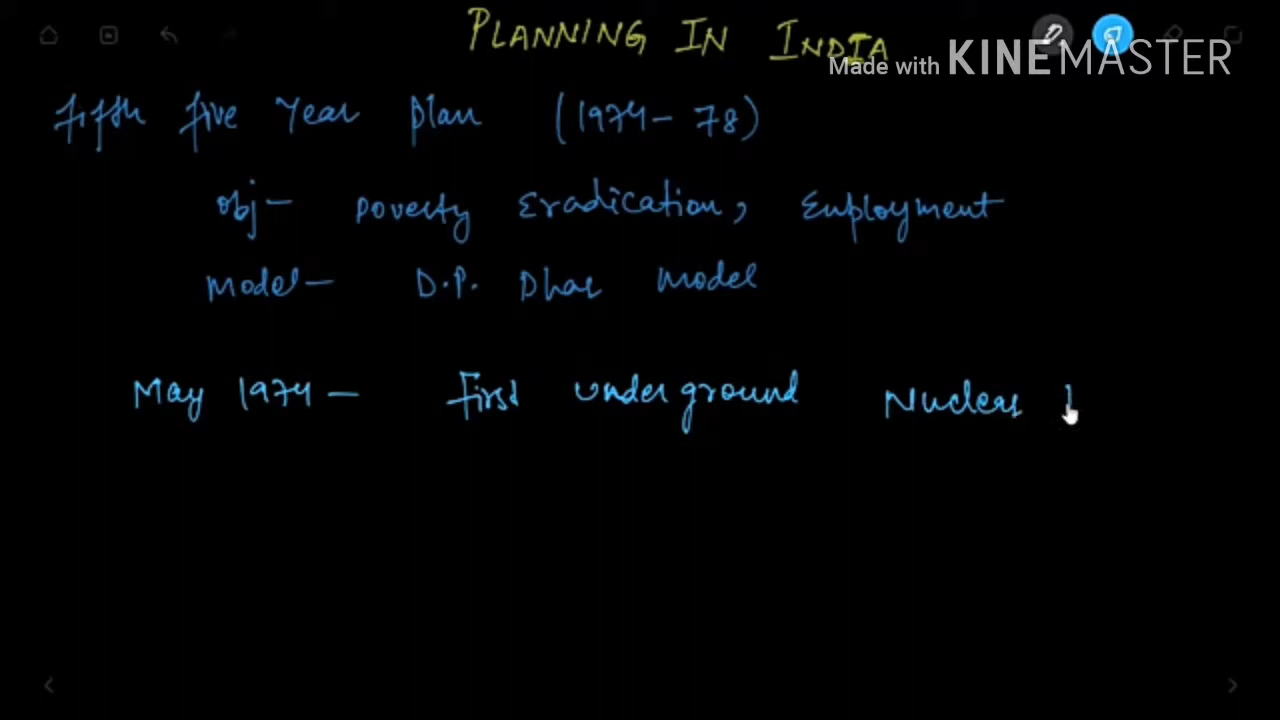 PLANNING IN INDIA
Made with KINEMASTER
Fifth five Year plan (1974-78)
obj- poverty Eradication, Employment
model- D.P. Dhar model
May 1974- first underground Nuclear